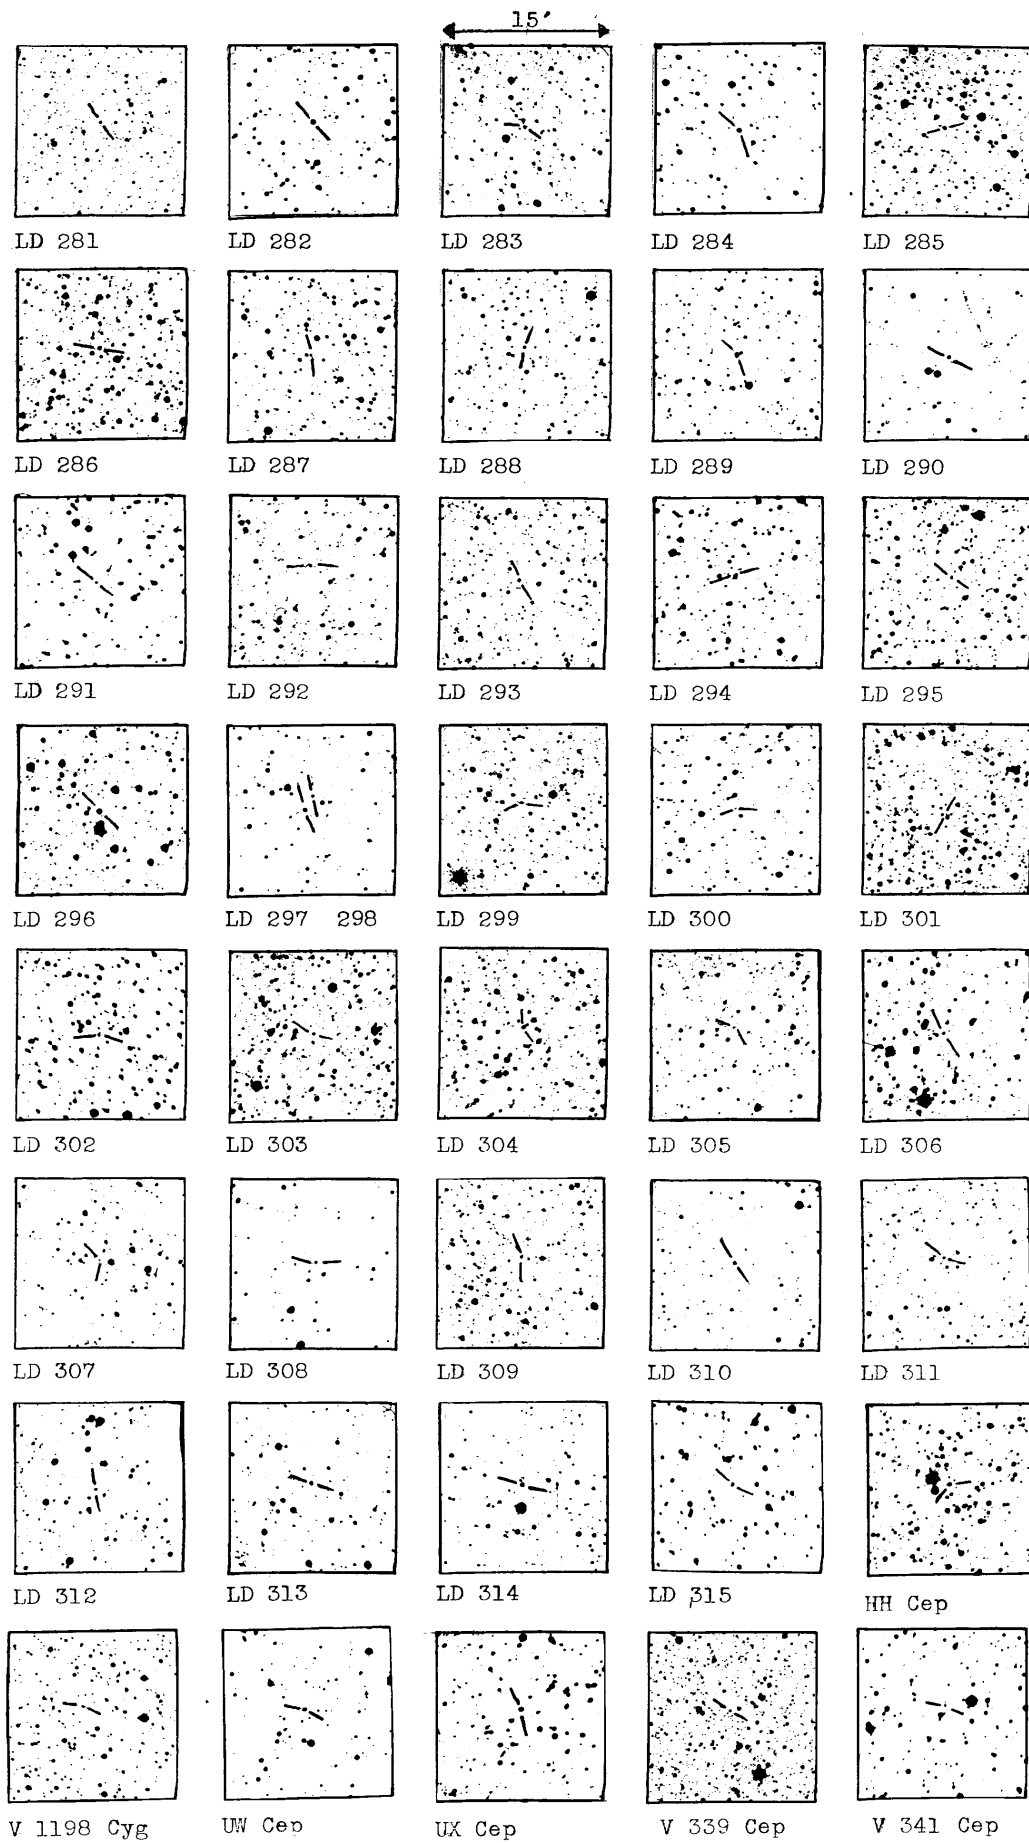 15′
LD 281 LD 282 LD 283 LD 284 LD 285
LD 286 LD 287 LD 288 LD 289 LD 290
LD 291 LD 292 LD 293 LD 294 LD 295
LD 296 LD 297 298 LD 299 LD 300 LD 301
LD 302 LD 303 LD 304 LD 305 LD 306
LD 307 LD 308 LD 309 LD 310 LD 311
LD 312 LD 313 LD 314 LD 315 HH Cep
V 1198 Cyg UW Cep UX Cep V 339 Cep V 341 Cep